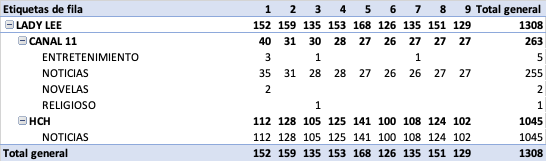 Etiquetas de fila 1 2 3 4 5 6 7 8 9 Total general
LADY LEE 152 159 135 153 168 126 135 151 129 1308
CANAL 11 40 31 30 28 27 26 27 27 27 263
ENTRETENIMIENTO 3 1 1 5
NOTICIAS 35 31 28 28 27 26 26 27 27 255
NOVELAS 2 2
RELIGIOSO 1 1
HCH 112 128 105 125 141 100 108 124 102 1045
NOTICIAS 112 128 105 125 141 100 108 124 102 1045
Total general 152 159 135 153 168 126 135 151 129 1308